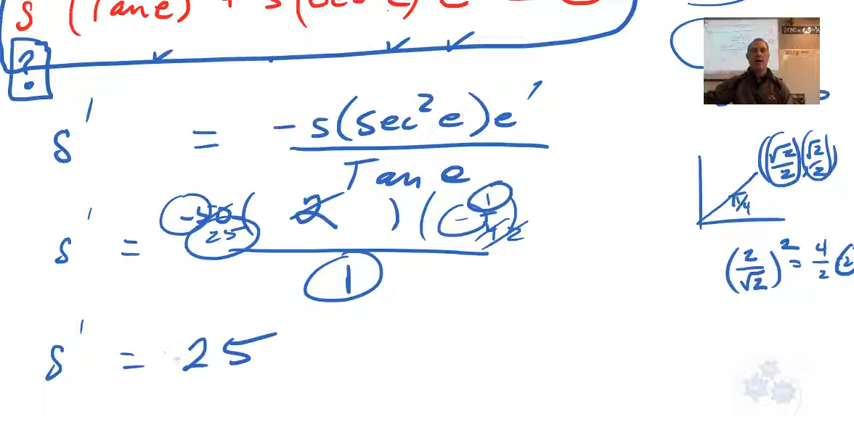 s' (Tan e) + s(sec² e) e'
?
s' = -s(sec² e)e' / Tan e
(√2/2)(√2/2)
π/4
s' = -50( 2 ) (-1
25
1
(2/√2)² = 4/2 2
s' = 25